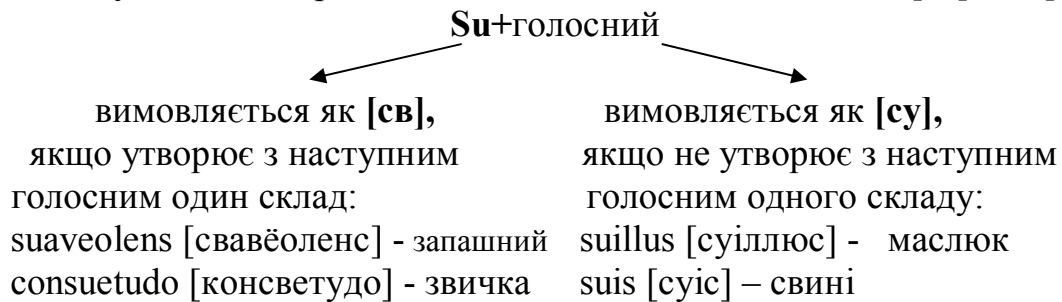 Su+голосний
вимовляється як [св],
якщо утворює з наступним
голосним один склад:
suaveolens [свавёоленс] - запашний
consuetudo [консветудо] - звичка
вимовляється як [су],
якщо не утворює з наступним
голосним одного складу:
suillus [суіллюс] - маслюк
suis [суіс] – свині